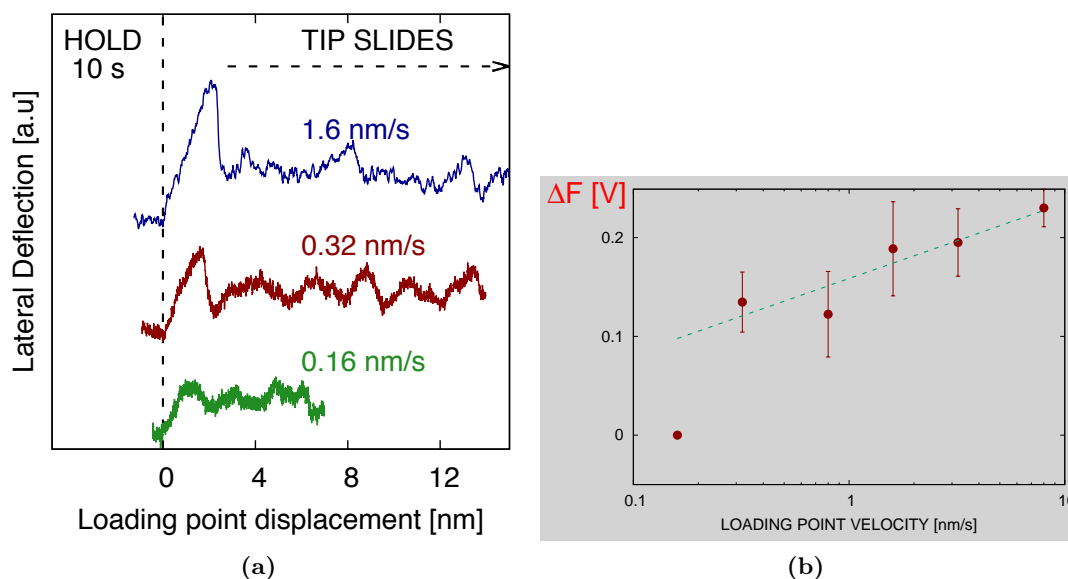 HOLD
10 s
TIP SLIDES
1.6 nm/s
0.32 nm/s
0.16 nm/s
Lateral Deflection [a.u]
0 4 8 12
Loading point displacement [nm]
(a)
ΔF [V]
0.2
0.1
0
0.1 1 10
LOADING POINT VELOCITY [nm/s]
(b)